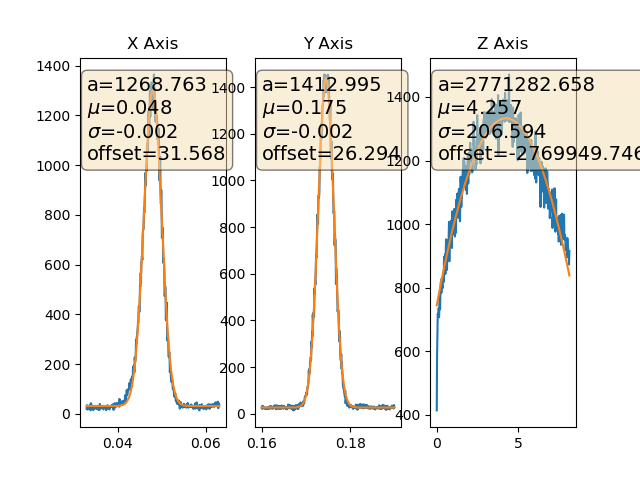 X Axis
Y Axis
Z Axis
a=1268.763
μ=0.048
σ=-0.002
offset=31.568
a=1412.995
μ=0.175
σ=-0.002
offset=26.294
a=2771282.658
μ=4.257
σ=206.594
offset=-2769949.746
1400
1200
1000
800
600
400
200
0
0.04
0.06
1400
1200
1000
800
600
400
200
0
0.16
0.18
1400
1200
1000
800
600
400
0
5